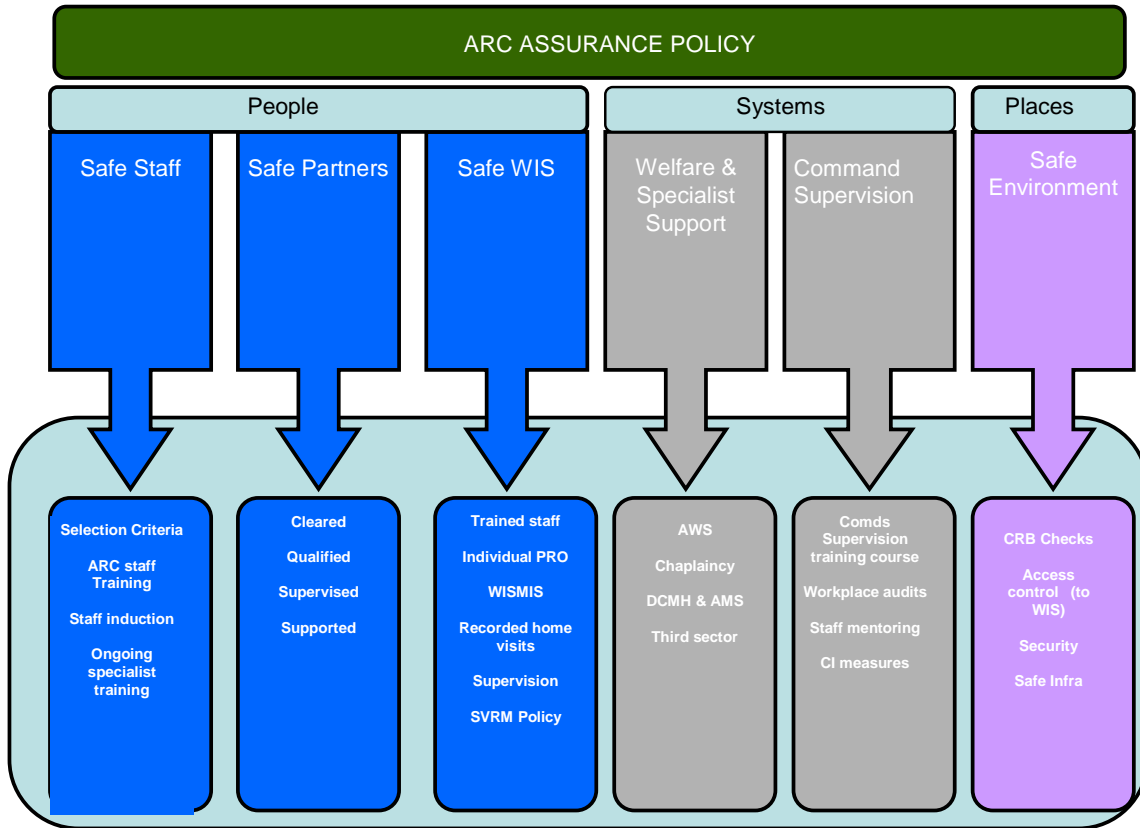 ARC ASSURANCE POLICY
People
Systems
Places
Safe Staff
Safe Partners
Safe WIS
Welfare &
Specialist
Support
Command
Supervision
Safe
Environment
Selection Criteria
ARC staff
Training
Staff induction
Ongoing
specialist
training
Cleared
Qualified
Supervised
Supported
Trained staff
Individual PRO
WISMIS
Recorded home
visits
Supervision
SVRM Policy
AWS
Chaplaincy
DCMH & AMS
Third sector
Comds
Supervision
training course
Workplace audits
Staff mentoring
CI measures
CRB Checks
Access
control (to
WIS)
Security
Safe Infra